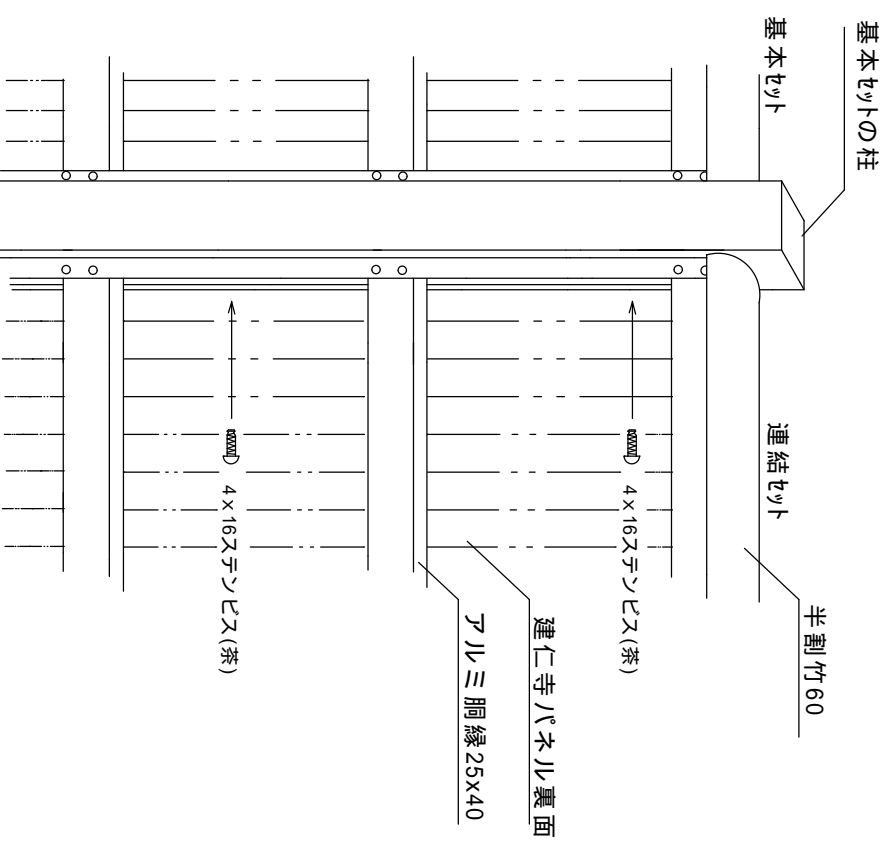 基本セットの柱
基本セット
連結セット
半割竹60
4x16ステンビス(茶)
建仁寺パネル裏面
アルミ胴縁25x40
4x16ステンビス(茶)